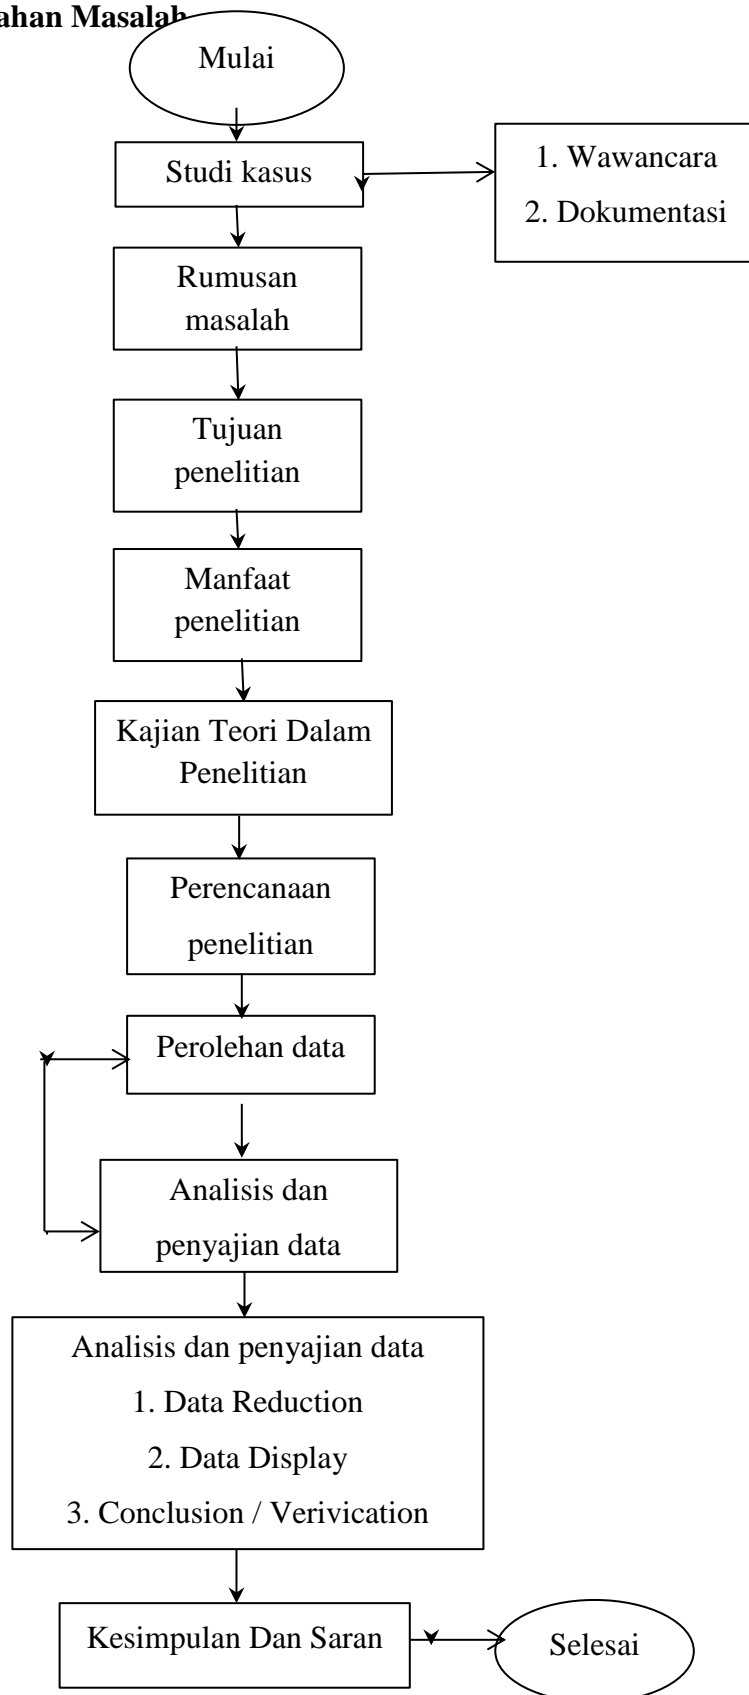 ahan Masalah
Mulai
Studi kasus
1. Wawancara
2. Dokumentasi
Rumusan
masalah
Tujuan
penelitian
Manfaat
penelitian
Kajian Teori Dalam
Penelitian
Perencanaan
penelitian
Perolehan data
Analisis dan
penyajian data
Analisis dan penyajian data
1. Data Reduction
2. Data Display
3. Conclusion / Verivication
Kesimpulan Dan Saran
Selesai